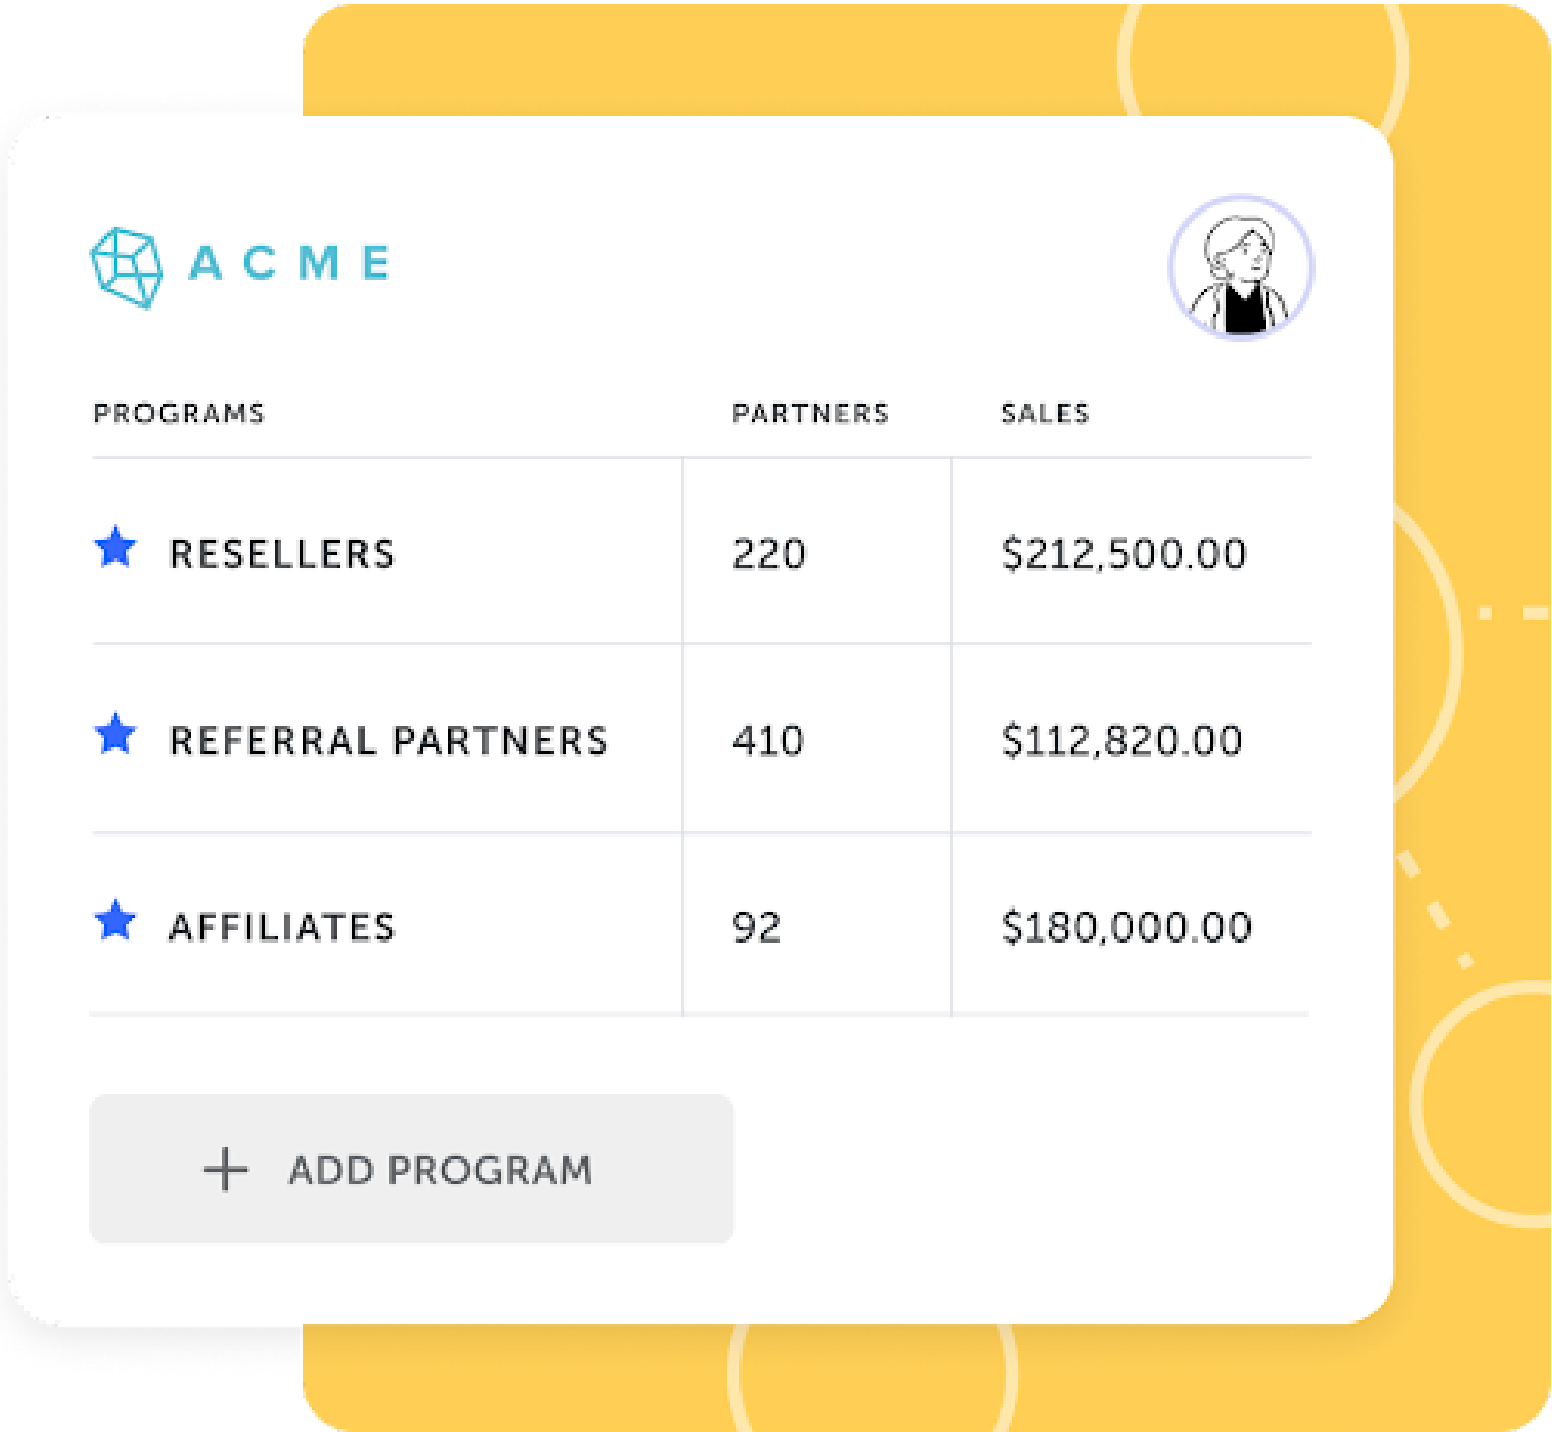 ACME
PROGRAMS PARTNERS SALES
RESELLERS 220 $212,500.00
REFERRAL PARTNERS 410 $112,820.00
AFFILIATES 92 $180,000.00
+ ADD PROGRAM